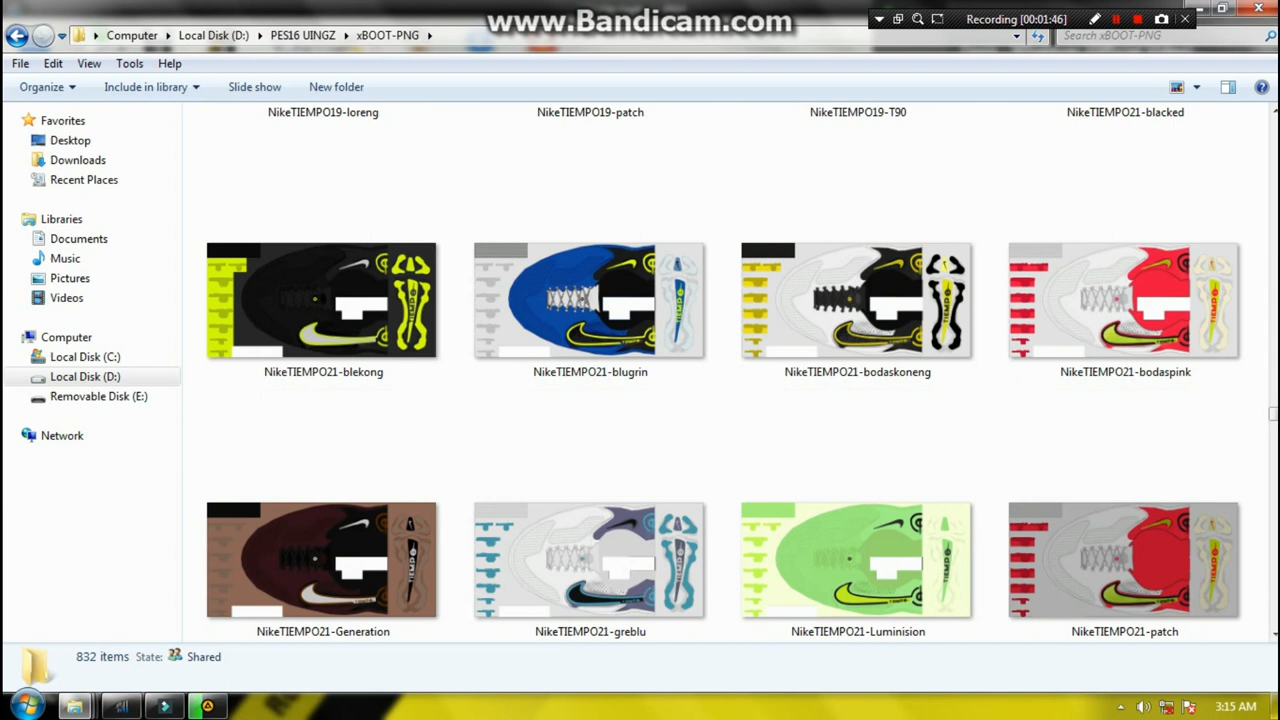 www.Bandicam.com
Recording [00:01:46]
Computer Local Disk (D:) PES16 UINGZ xBOOT-PNG
Search xBOOT-PNG
File Edit View Tools Help
Organize Include in library Slide show New folder
Favorites
Desktop
Downloads
Recent Places
Libraries
Documents
Music
Pictures
Videos
Computer
Local Disk (C:)
Local Disk (D:)
Removable Disk (E:)
Network
NikeTIEMPO19-loreng NikeTIEMPO19-patch NikeTIEMPO19-T90 NikeTIEMPO21-blacked
NikeTIEMPO21-blekong NikeTIEMPO21-blugrin NikeTIEMPO21-bodaskoneng NikeTIEMPO21-bodaspink
NikeTIEMPO21-Generation NikeTIEMPO21-greblu NikeTIEMPO21-Luminision NikeTIEMPO21-patch
832 items State: Shared
3:15 AM